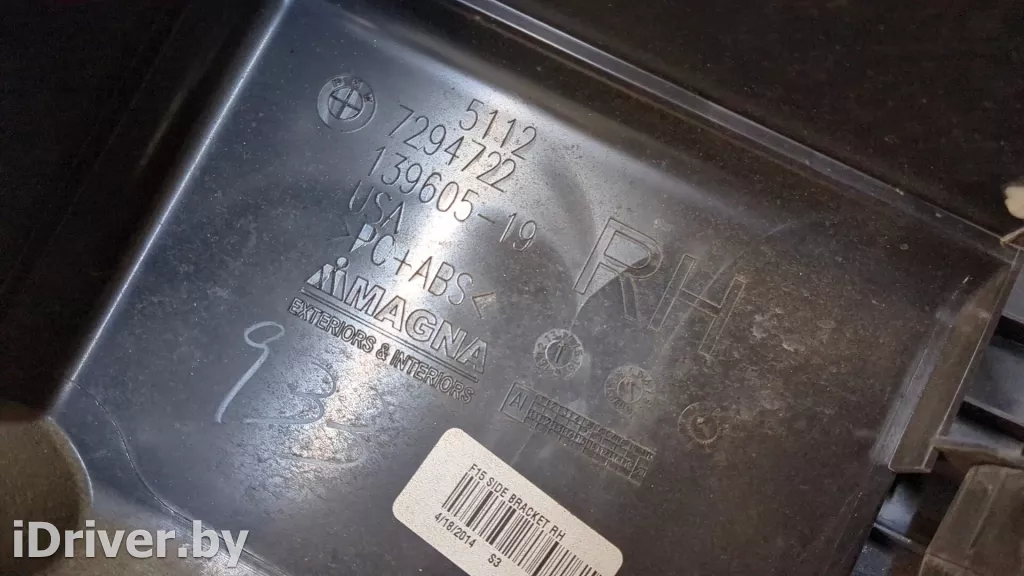 5112
7294722
139605-19
USA
>PC+ABS<
MAGNA
EXTERIORS & INTERIORS
RH
A1
F15 SIDE BRACKET RH
4/18/2014 S3
iDriver.by